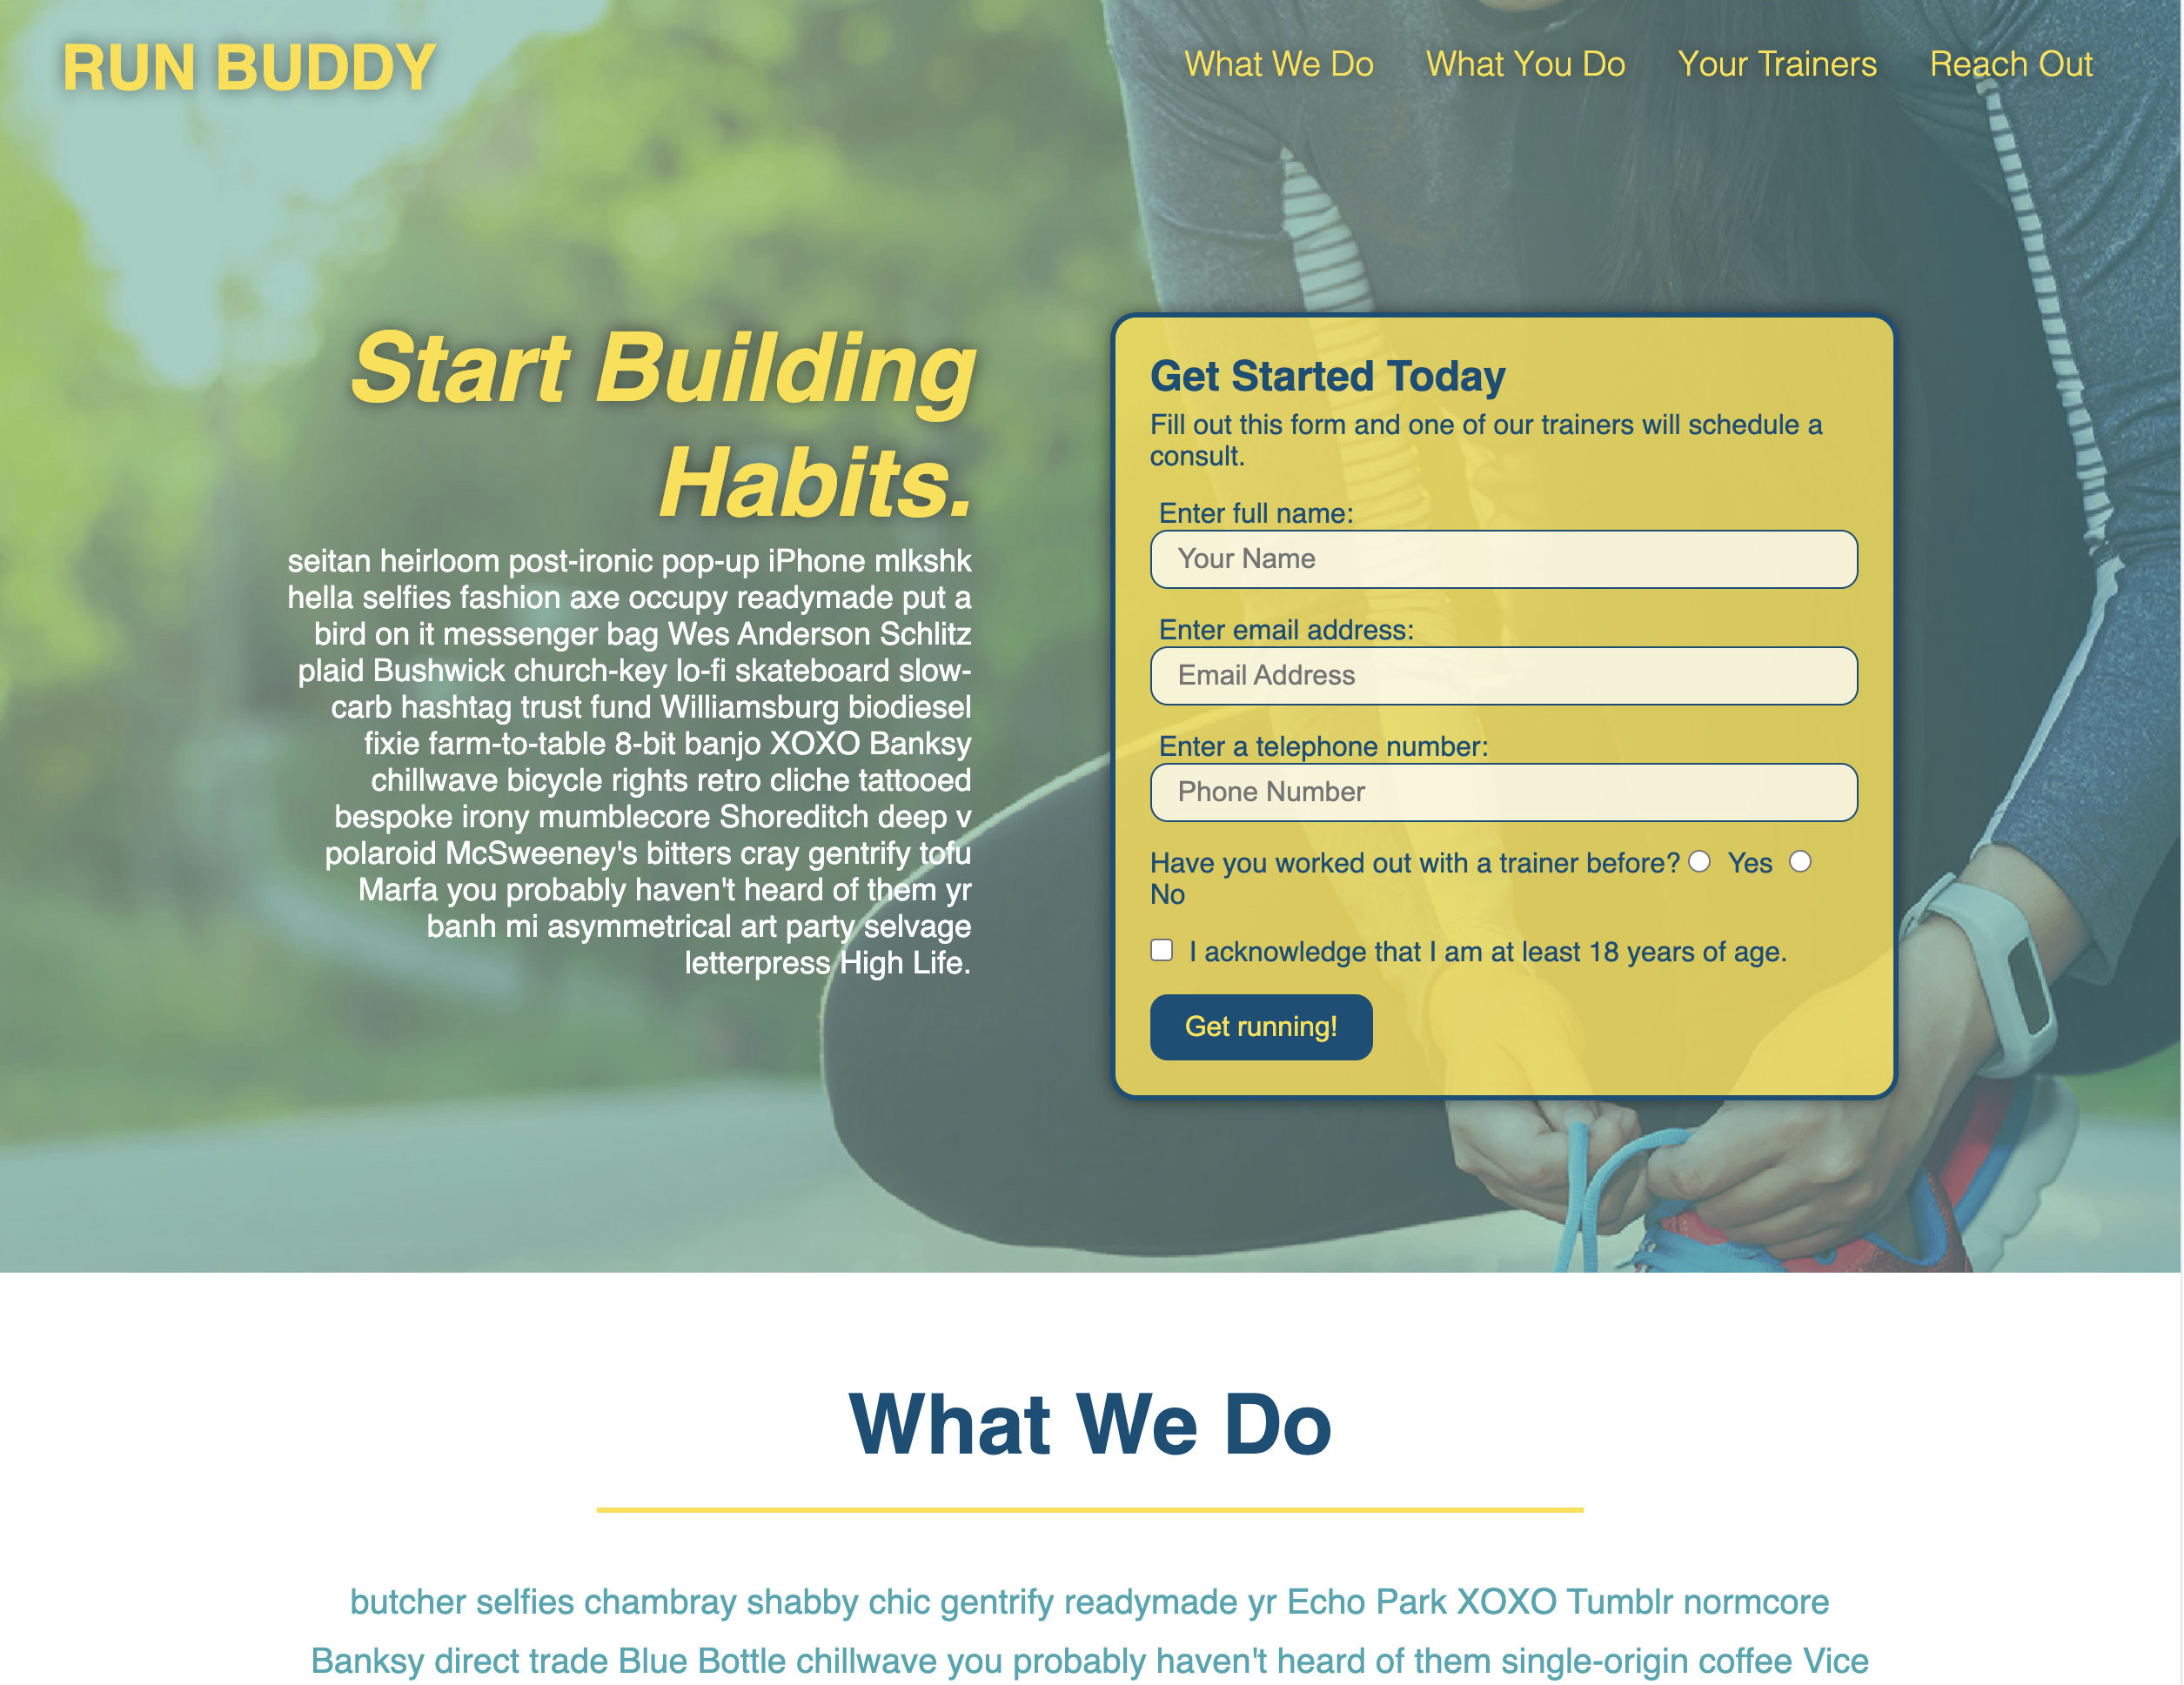 RUN BUDDY
What We Do What You Do Your Trainers Reach Out
Start Building
Habits.
seitan heirloom post-ironic pop-up iPhone mlkshk
hella selfies fashion axe occupy readymade put a
bird on it messenger bag Wes Anderson Schlitz
plaid Bushwick church-key lo-fi skateboard slow-
carb hashtag trust fund Williamsburg biodiesel
fixie farm-to-table 8-bit banjo XOXO Banksy
chillwave bicycle rights retro cliche tattooed
bespoke irony mumblecore Shoreditch deep v
polaroid McSweeney's bitters cray gentrify tofu
Marfa you probably haven't heard of them yr
banh mi asymmetrical art party selvage
letterpress High Life.
Get Started Today
Fill out this form and one of our trainers will schedule a
consult.
Enter full name:
Your Name
Enter email address:
Email Address
Enter a telephone number:
Phone Number
Have you worked out with a trainer before? Yes
No
I acknowledge that I am at least 18 years of age.
Get running!
What We Do
butcher selfies chambray shabby chic gentrify readymade yr Echo Park XOXO Tumblr normcore
Banksy direct trade Blue Bottle chillwave you probably haven't heard of them single-origin coffee Vice